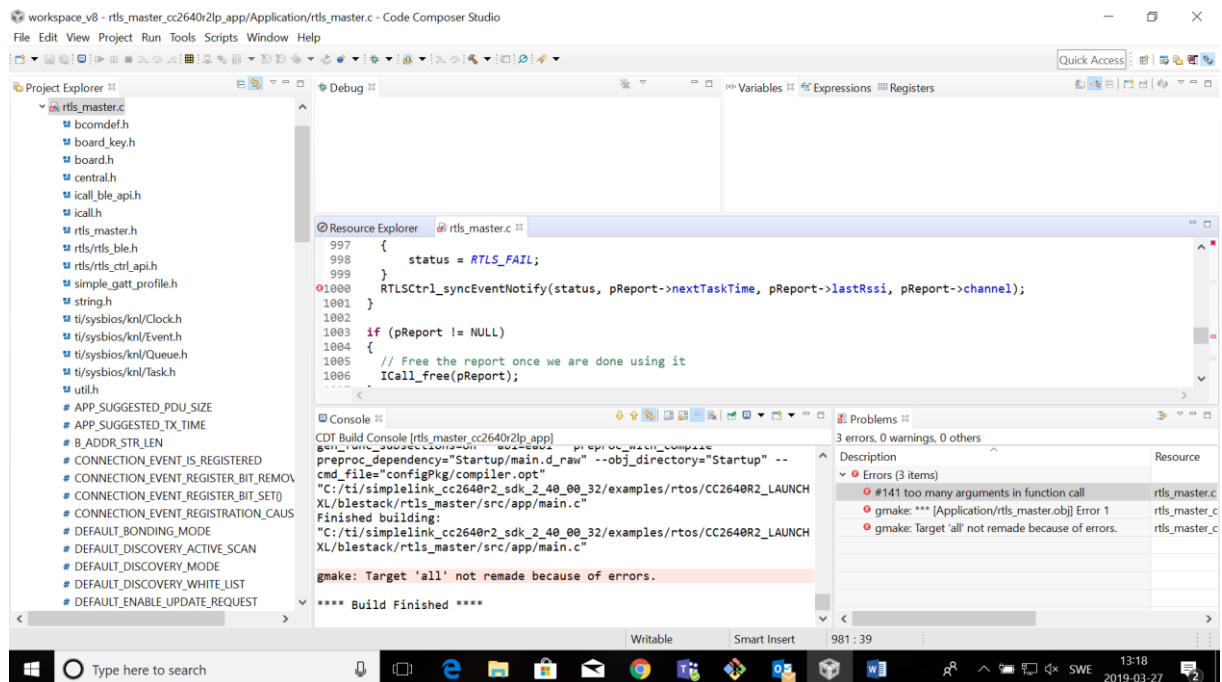 workspace_v8 - rtls_master_cc2640r2lp_app/Application/rtls_master.c - Code Composer Studio
File Edit View Project Run Tools Scripts Window Help
Quick Access
Project Explorer
rtls_master.c
bcomdef.h
board_key.h
board.h
central.h
icall_ble_api.h
icall.h
rtls_master.h
rtls/rtls_ble.h
rtls/rtls_ctrl_api.h
simple_gatt_profile.h
string.h
ti/sysbios/knl/Clock.h
ti/sysbios/knl/Event.h
ti/sysbios/knl/Queue.h
ti/sysbios/knl/Task.h
util.h
APP_SUGGESTED_PDU_SIZE
APP_SUGGESTED_TX_TIME
B_ADDR_STR_LEN
CONNECTION_EVENT_IS_REGISTERED
CONNECTION_EVENT_REGISTER_BIT_REMOV
CONNECTION_EVENT_REGISTER_BIT_SET()
CONNECTION_EVENT_REGISTRATION_CAUS
DEFAULT_BONDING_MODE
DEFAULT_DISCOVERY_ACTIVE_SCAN
DEFAULT_DISCOVERY_MODE
DEFAULT_DISCOVERY_WHITE_LIST
DEFAULT_ENABLE_UPDATE_REQUEST
Debug
Variables Expressions Registers
Resource Explorer rtls_master.c
997 {
998 status = RTLS_FAIL;
999 }
1000 RTLSCtrl_syncEventNotify(status, pReport->nextTaskTime, pReport->lastRssi, pReport->channel);
1001 }
1002
1003 if (pReport != NULL)
1004 {
1005 // Free the report once we are done using it
1006 ICall_free(pReport);
Console
CDT Build Console [rtls_master_cc2640r2lp_app]
gen_func_subsections=on --abi=eabi --preproc_with_compile --
preproc_dependency="Startup/main.d_raw" --obj_directory="Startup" --
cmd_file="configPkg/compiler.opt"
"C:/ti/simplelink_cc2640r2_sdk_2_40_00_32/examples/rtos/CC2640R2_LAUNCH
XL/blestack/rtls_master/src/app/main.c"
Finished building:
"C:/ti/simplelink_cc2640r2_sdk_2_40_00_32/examples/rtos/CC2640R2_LAUNCH
XL/blestack/rtls_master/src/app/main.c"
gmake: Target 'all' not remade because of errors.
**** Build Finished ****
Problems
3 errors, 0 warnings, 0 others
Description Resource
Errors (3 items)
#141 too many arguments in function call rtls_master.c
gmake: *** [Application/rtls_master.obj] Error 1 rtls_master_c
gmake: Target 'all' not remade because of errors. rtls_master_c
Writable Smart Insert 981 : 39
Type here to search
SWE
13:18
2019-03-27